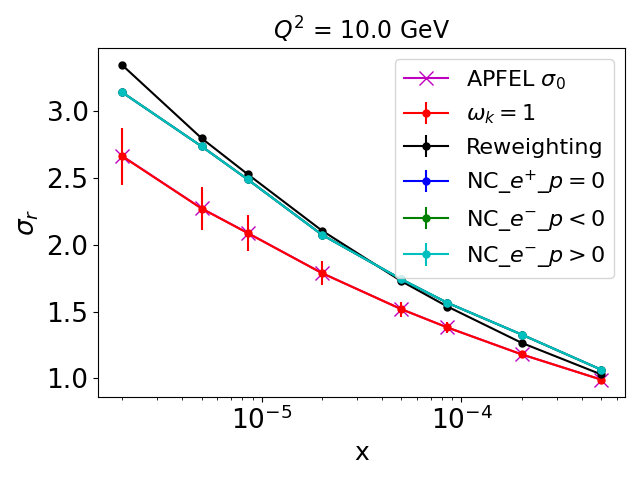 Q² = 10.0 GeV
APFEL σ₀
ωₖ = 1
Reweighting
NC_e⁺_p = 0
NC_e⁻_p < 0
NC_e⁻_p > 0
σᵣ
3.0
2.5
2.0
1.5
1.0
10⁻⁵ 10⁻⁴
x